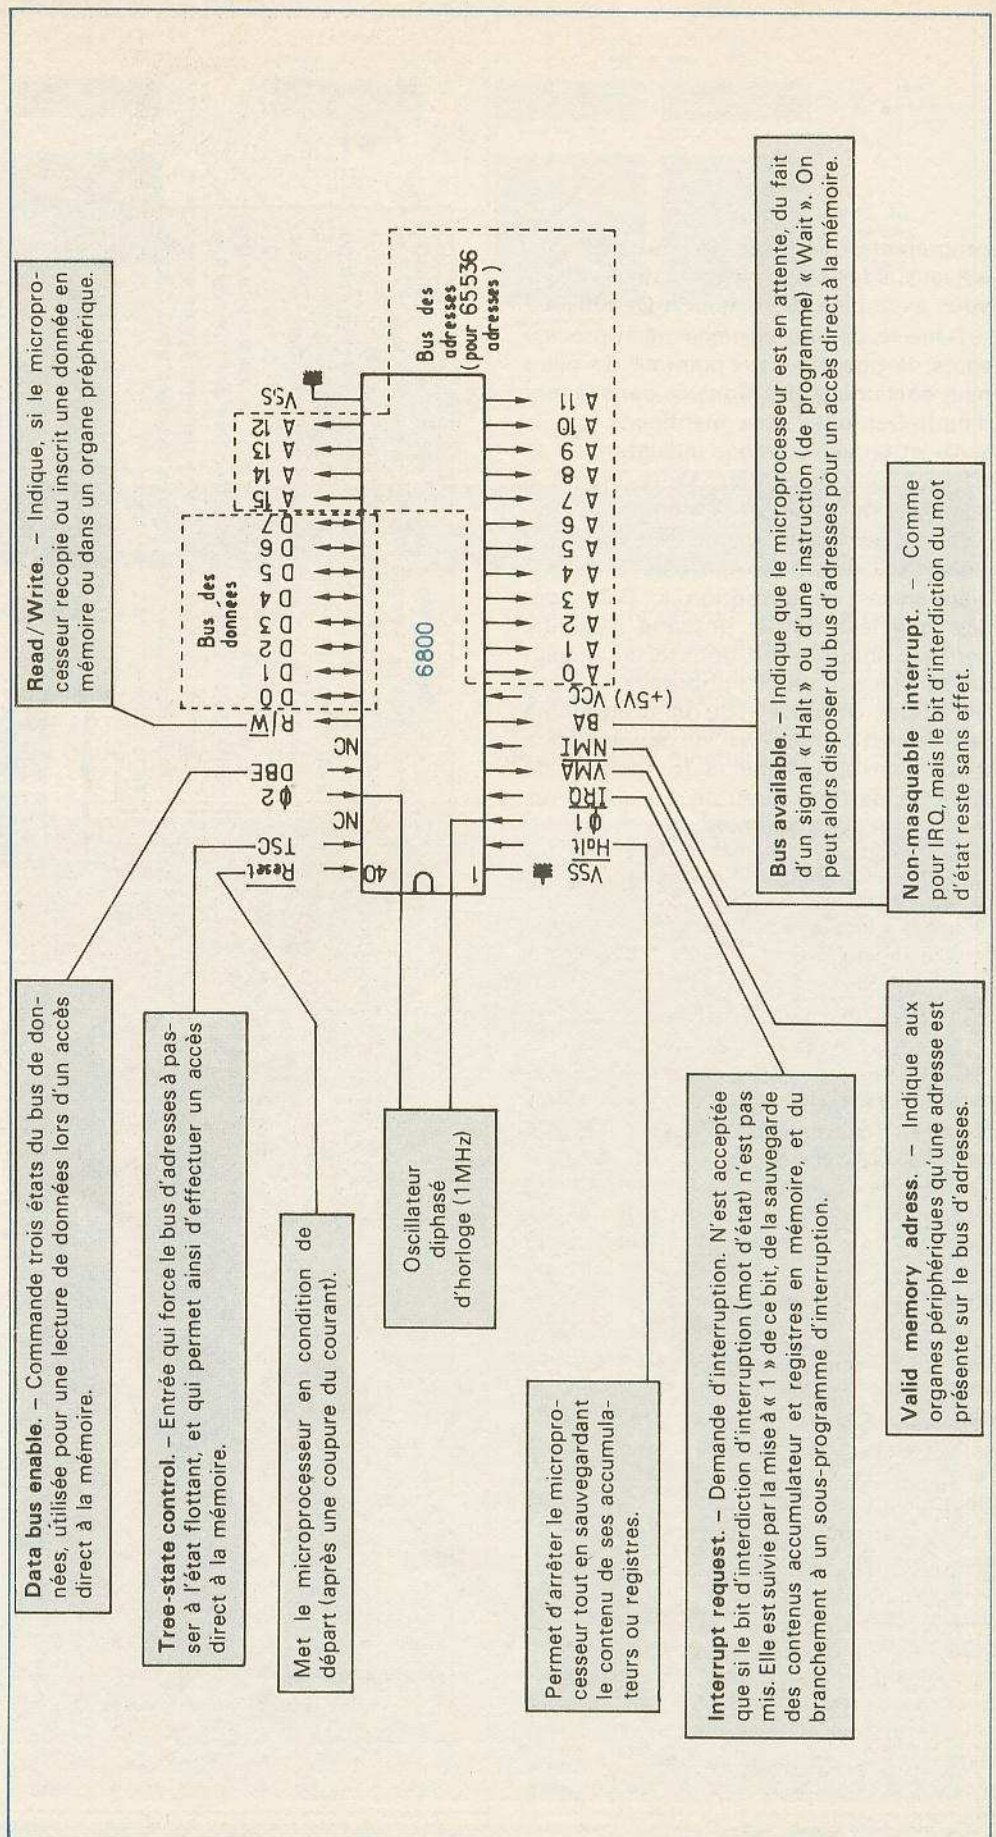 Data bus enable. – Commande trois états du bus de don-
nées, utilisée pour une lecture de données lors d'un accès
direct à la mémoire.
Read/Write. – Indique, si le micropro-
cesseur recopie ou inscrit une donnée en
mémoire ou dans un organe préphérique.
Tree-state control. – Entrée qui force le bus d'adresses à pas-
ser à l'état flottant, et qui permet ainsi d'effectuer un accès
direct à la mémoire.
Met le microprocesseur en condition de
départ (après une coupure du courant).
Oscillateur
diphasé
d'horloge (1MHz)
Bus des
données
Reset
TSC
NC
φ2
DBE
NC
R/W
D 0
D 1
D 2
D 3
D 4
D 5
D 6
D 7
A 15
A 14
A 13
A 12
VSS
40
6800
1
Bus des
adresses
(pour 65536
adresses)
VSS
Halt
φ1
IRQ
VMA
NMI
BA
(+5V) VCC
A 0
A 1
A 2
A 3
A 4
A 5
A 6
A 7
A 8
A 9
A 10
A 11
Permet d'arrêter le micropro-
cesseur tout en sauvegardant
le contenu de ses accumula-
teurs ou registres.
Interrupt request. – Demande d'interruption. N'est acceptée
que si le bit d'interdiction d'interruption (mot d'état) n'est pas
mis. Elle est suivie par la mise à « 1 » de ce bit, de la sauvegarde
des contenus accumulateur et registres en mémoire, et du
branchement à un sous-programme d'interruption.
Bus available. – Indique que le microprocesseur est en attente, du fait
d'un signal « Halt » ou d'une instruction (de programme) « Wait ». On
peut alors disposer du bus d'adresses pour un accès direct à la mémoire.
Valid memory adress. – Indique aux
organes périphériques qu'une adresse est
présente sur le bus d'adresses.
Non-masquable interrupt. – Comme
pour IRQ, mais le bit d'interdiction du mot
d'état reste sans effet.